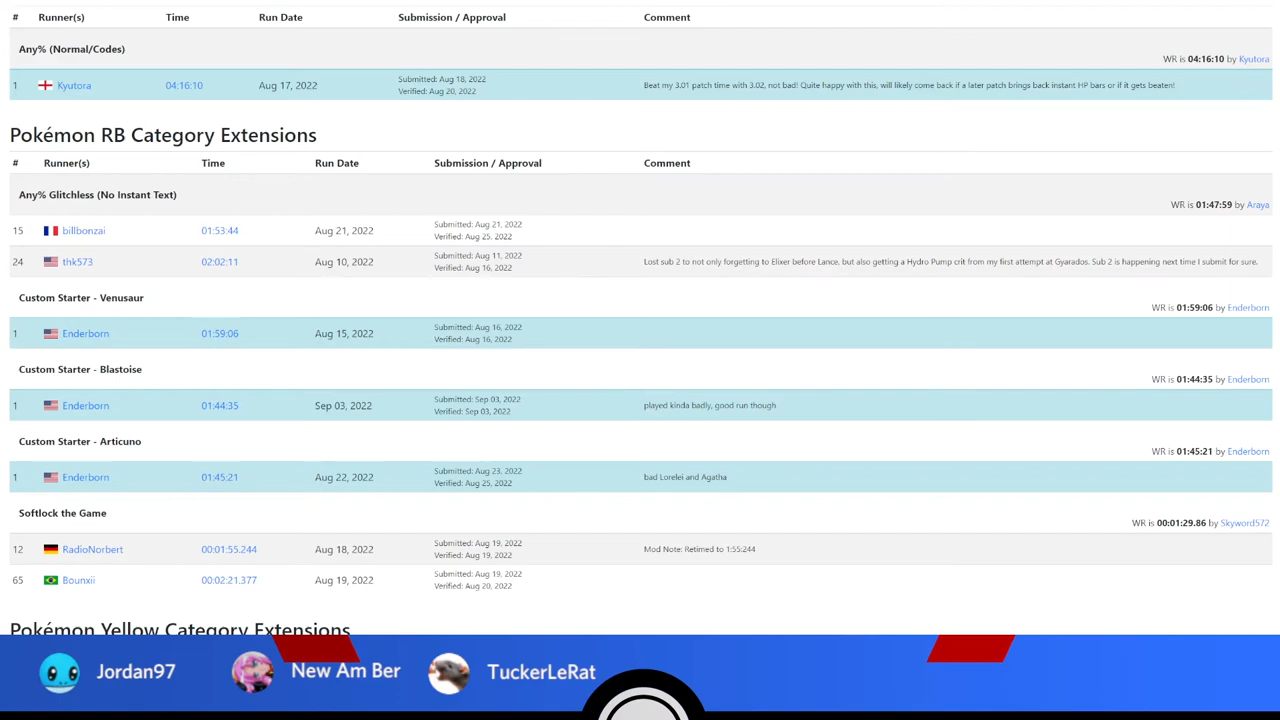 # Runner(s) Time Run Date Submission / Approval Comment
Any% (Normal/Codes)
WR is 04:16:10 by Kyutora
1 Kyutora 04:16:10 Aug 17, 2022 Submitted: Aug 18, 2022 Beat my 3.01 patch time with 3.02, not bad! Quite happy with this, will likely come back if a later patch brings back instant HP bars or if it gets beaten!
Verified: Aug 20, 2022
Pokémon RB Category Extensions
# Runner(s) Time Run Date Submission / Approval Comment
Any% Glitchless (No Instant Text)
WR is 01:47:59 by Araya
15 billbonzai 01:53:44 Aug 21, 2022 Submitted: Aug 21, 2022
Verified: Aug 25, 2022
24 thk573 02:02:11 Aug 10, 2022 Submitted: Aug 11, 2022 Lost sub 2 to not only forgetting to Elixer before Lance, but also getting a Hydro Pump crit from my first attempt at Gyarados. Sub 2 is happening next time I submit for sure.
Verified: Aug 16, 2022
Custom Starter - Venusaur
WR is 01:59:06 by Enderborn
1 Enderborn 01:59:06 Aug 15, 2022 Submitted: Aug 16, 2022
Verified: Aug 16, 2022
Custom Starter - Blastoise
WR is 01:44:35 by Enderborn
1 Enderborn 01:44:35 Sep 03, 2022 Submitted: Sep 03, 2022 played kinda badly, good run though
Verified: Sep 03, 2022
Custom Starter - Articuno
WR is 01:45:21 by Enderborn
1 Enderborn 01:45:21 Aug 22, 2022 Submitted: Aug 23, 2022 bad Lorelei and Agatha
Verified: Aug 25, 2022
Softlock the Game
WR is 00:01:29.86 by Skyword572
12 RadioNorbert 00:01:55.244 Aug 18, 2022 Submitted: Aug 19, 2022 Mod Note: Retimed to 1:55:244
Verified: Aug 19, 2022
65 Bounxii 00:02:21.377 Aug 19, 2022 Submitted: Aug 19, 2022
Verified: Aug 20, 2022
Pokémon Yellow Category Extensions
Jordan97 New Am Ber TuckerLeRat